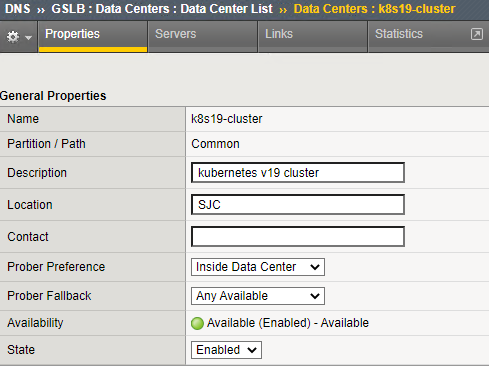 DNS ›› GSLB : Data Centers : Data Center List ›› Data Centers : k8s19-cluster
Properties Servers Links Statistics
General Properties
Name k8s19-cluster
Partition / Path Common
Description kubernetes v19 cluster
Location SJC
Contact
Prober Preference Inside Data Center
Prober Fallback Any Available
Availability Available (Enabled) - Available
State Enabled